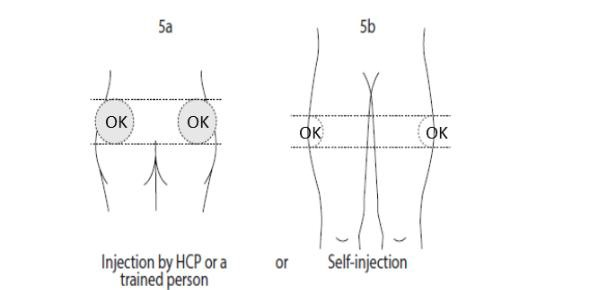 5a
5b
OK
OK
OK
OK
Injection by HCP or a
trained person
or
Self-injection